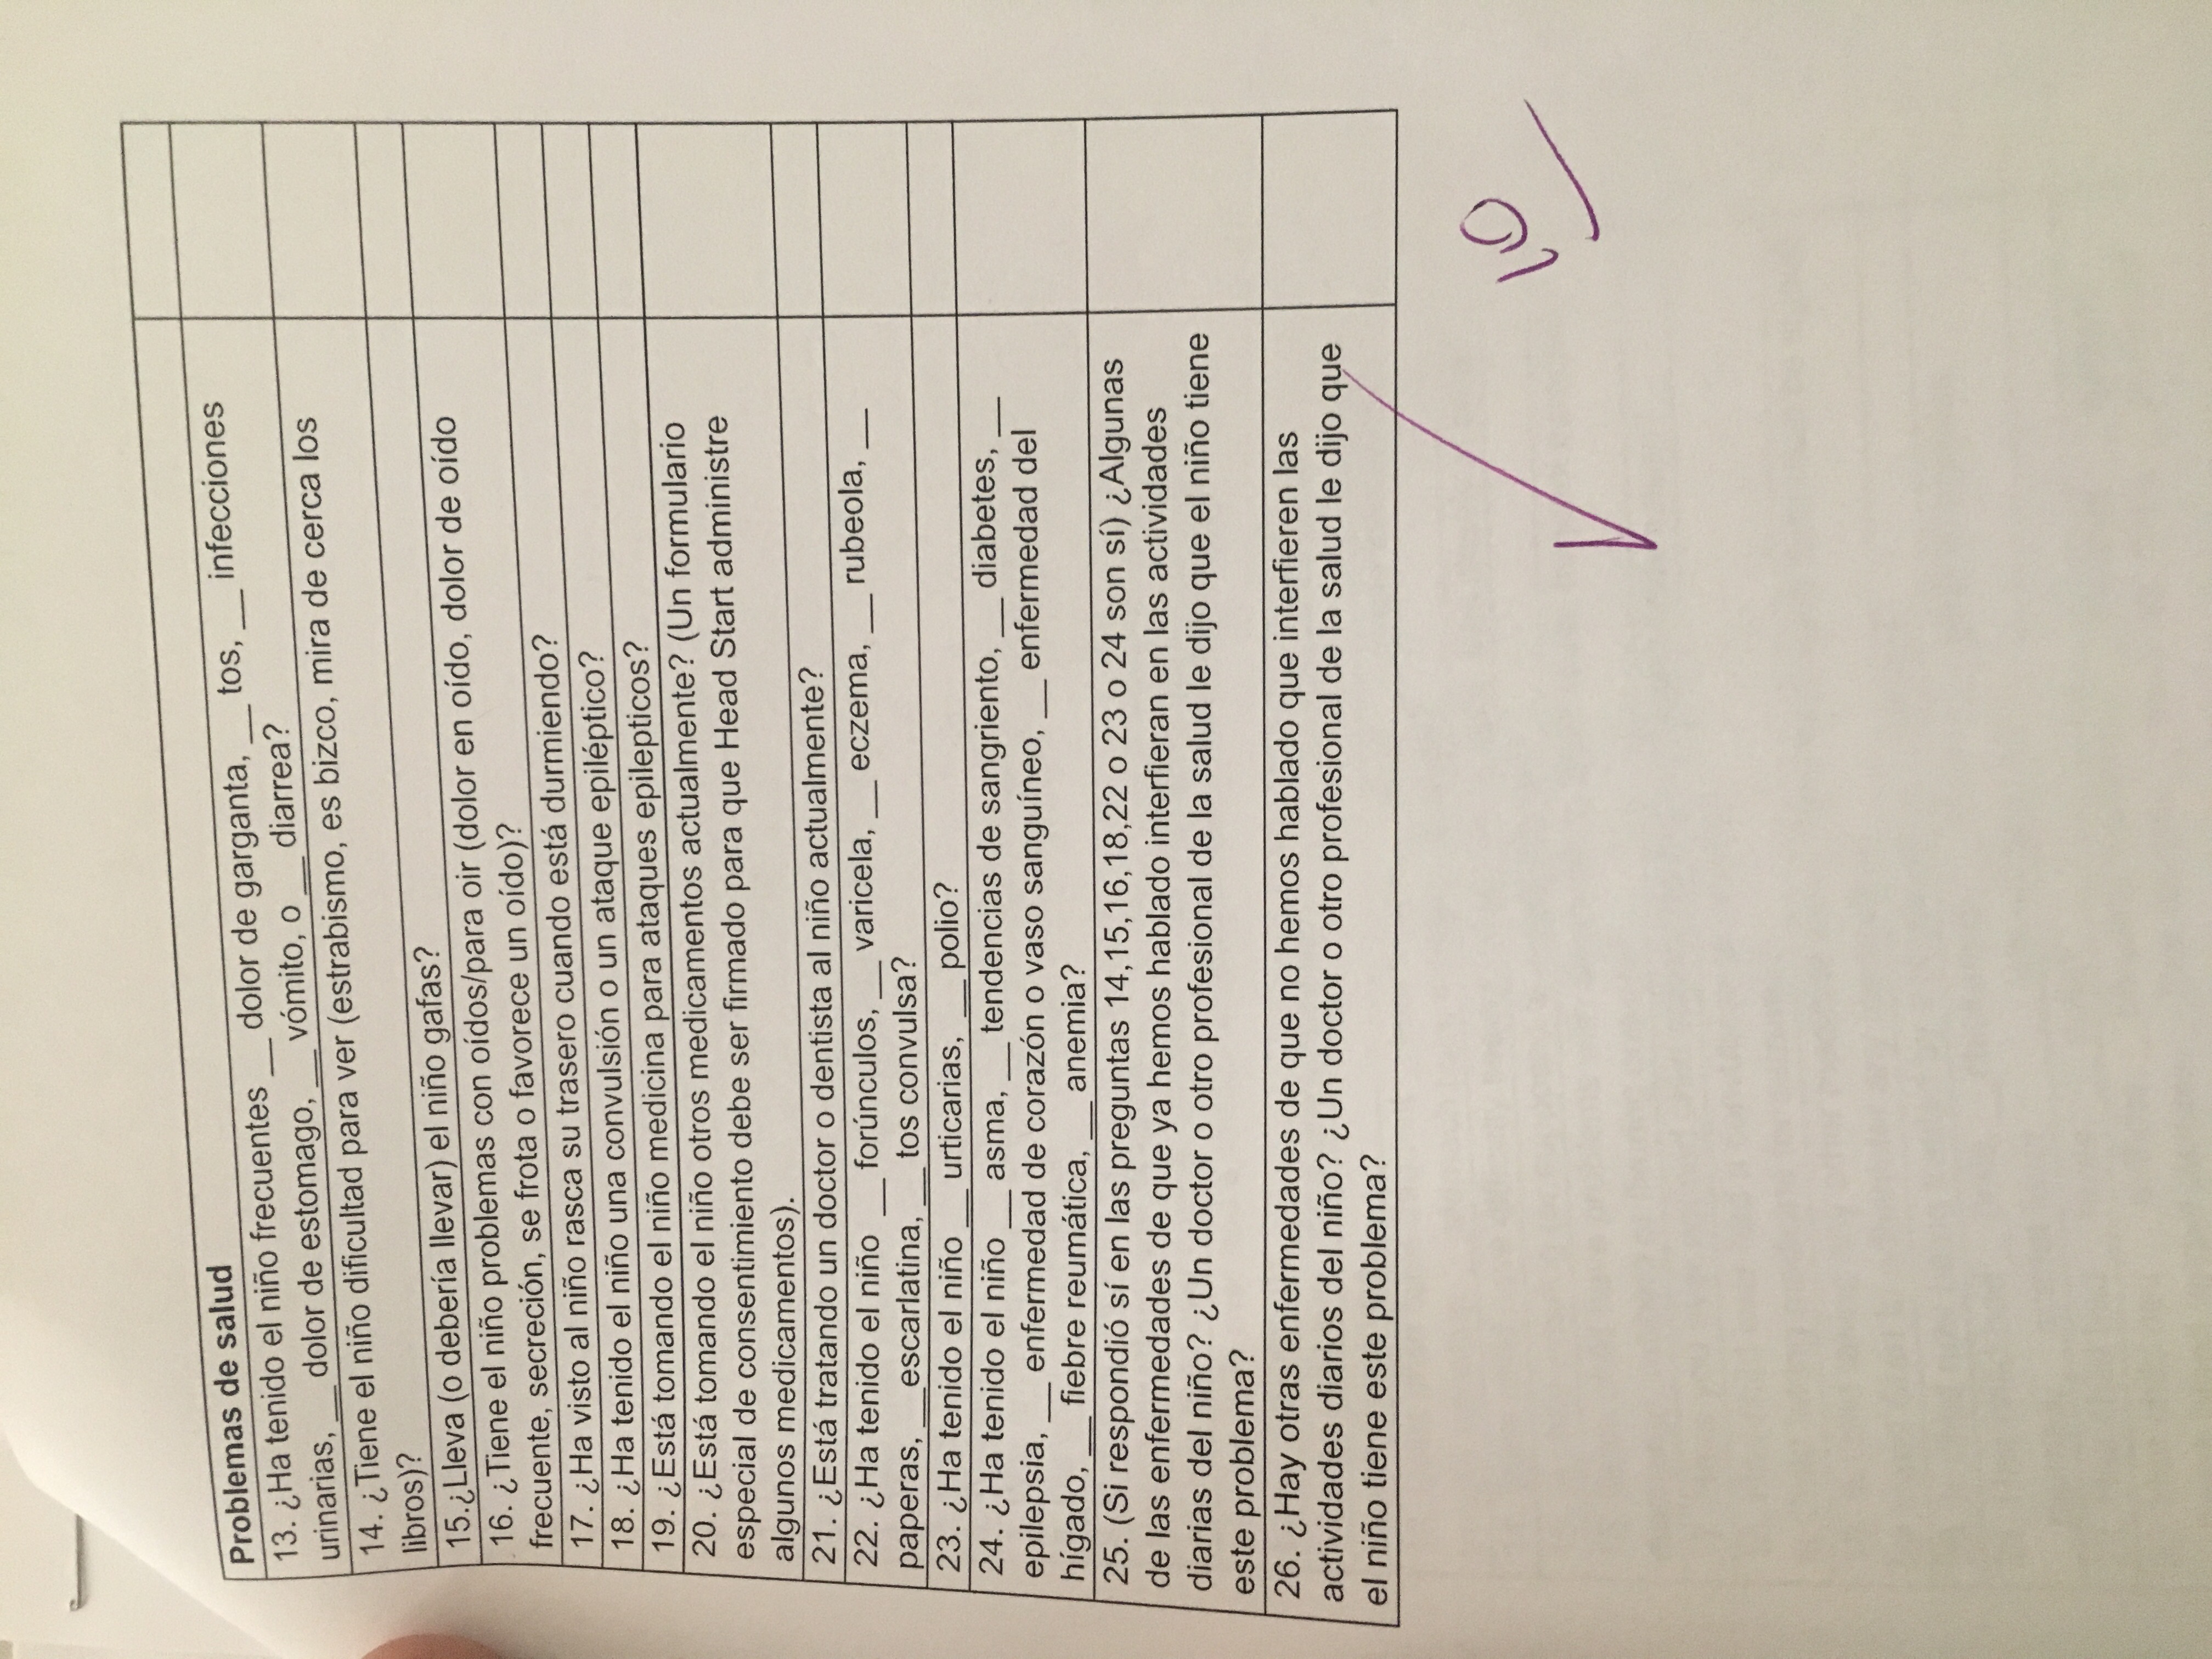 Problemas de salud
13. ¿Ha tenido el niño frecuentes __ dolor de garganta, __ tos, __ infecciones
urinarias, __ dolor de estomago, __ vómito, o __ diarrea?
14. ¿Tiene el niño dificultad para ver (estrabismo, es bizco, mira de cerca los
libros)?
15.¿Lleva (o debería llevar) el niño gafas?
16. ¿Tiene el niño problemas con oídos/para oir (dolor en oído, dolor de oído
frecuente, secreción, se frota o favorece un oído)?
17. ¿Ha visto al niño rasca su trasero cuando está durmiendo?
18. ¿Ha tenido el niño una convulsión o un ataque epiléptico?
19. ¿Está tomando el niño medicina para ataques epilepticos?
20. ¿Está tomando el niño otros medicamentos actualmente? (Un formulario
especial de consentimiento debe ser firmado para que Head Start administre
algunos medicamentos).
21. ¿Está tratando un doctor o dentista al niño actualmente?
22. ¿Ha tenido el niño __ forúnculos, __ varicela, __ eczema, __ rubeola, __
paperas, __escarlatina, __ tos convulsa?
23. ¿Ha tenido el niño __ urticarias, __ polio?
24. ¿Ha tenido el niño __ asma, __ tendencias de sangriento, __ diabetes, __
epilepsia, __ enfermedad de corazón o vaso sanguíneo, __ enfermedad del
hígado, __ fiebre reumática, __ anemia?
25. (Si respondió sí en las preguntas 14,15,16,18,22 o 23 o 24 son sí) ¿Algunas
de las enfermedades de que ya hemos hablado interfieran en las actividades
diarias del niño? ¿Un doctor o otro profesional de la salud le dijo que el niño tiene
este problema?
26. ¿Hay otras enfermedades de que no hemos hablado que interfieren las
actividades diarios del niño? ¿Un doctor o otro profesional de la salud le dijo que
el niño tiene este problema?
10